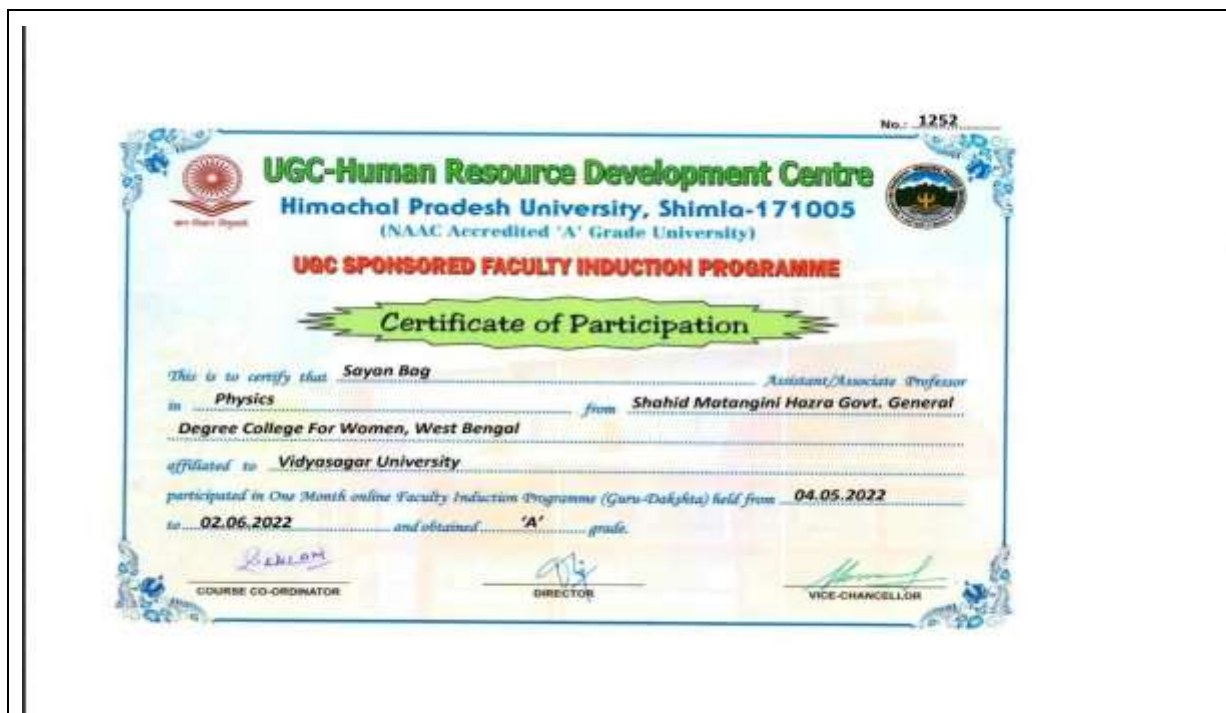 No.: 1252
UGC-Human Resource Development Centre
Himachal Pradesh University, Shimla-171005
(NAAC Accredited 'A' Grade University)
UGC SPONSORED FACULTY INDUCTION PROGRAMME
Certificate of Participation
This is to certify that Sayan Bag Assistant/Associate Professor
in Physics from Shahid Matangini Hazra Govt. General
Degree College For Women, West Bengal
affiliated to Vidyasagar University
participated in One Month online Faculty Induction Programme (Guru-Dakshta) held from 04.05.2022
to 02.06.2022 and obtained 'A' grade.
COURSE CO-ORDINATOR DIRECTOR VICE-CHANCELLOR